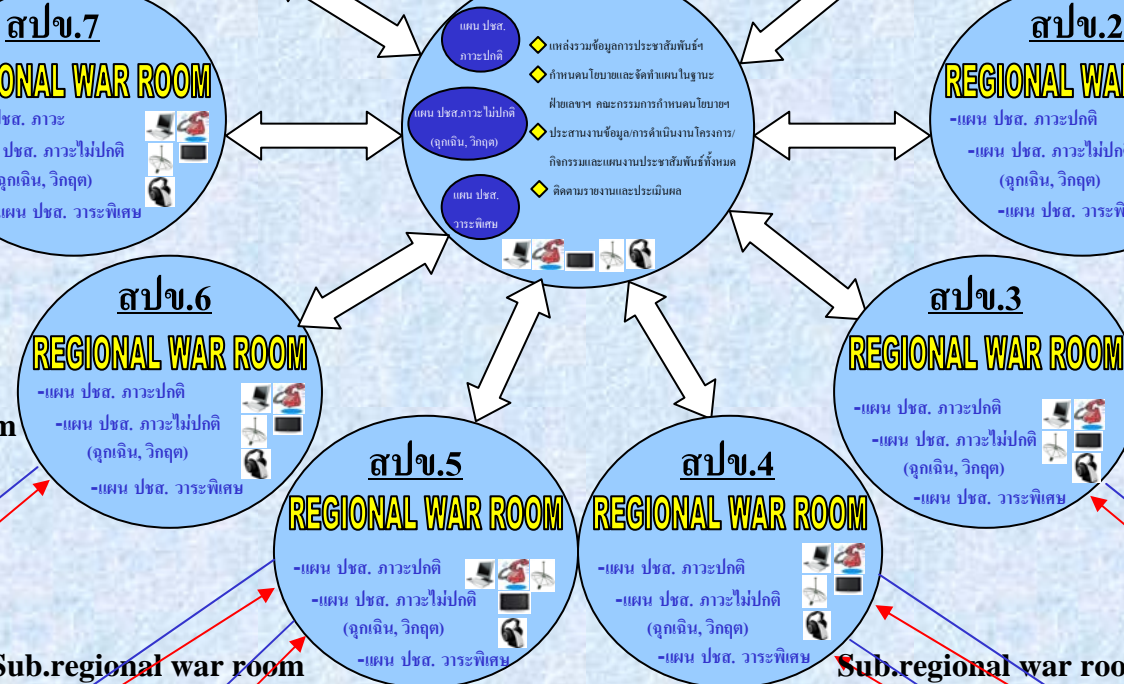 สปข.7
ONAL WAR ROOM
ปชส. ภาวะ
ปชส. ภาวะไม่ปกติ
ฉุกเฉิน, วิกฤต)
แผน ปชส. วาระพิเศษ
แผน ปชส.
ภาวะปกติ
แผน ปชส.ภาวะไม่ปกติ
(ฉุกเฉิน, วิกฤต)
แผน ปชส.
วาระพิเศษ
แหล่งรวมข้อมูลการประชาสัมพันธ์ฯ
กำหนดนโยบายและจัดทำแผนในฐานะ
ฝ่ายเลขาฯ คณะกรรมการกำหนดนโยบายฯ
ประสานงานข้อมูล/การดำเนินงานโครงการ/
กิจกรรมและแผนงานประชาสัมพันธ์ทั้งหมด
ติดตามรายงานและประเมินผล
สปข.2
REGIONAL WAR
-แผน ปชส. ภาวะปกติ
-แผน ปชส. ภาวะไม่ปก
(ฉุกเฉิน, วิกฤต)
-แผน ปชส. วาระพิ
สปข.6
REGIONAL WAR ROOM
-แผน ปชส. ภาวะปกติ
-แผน ปชส. ภาวะไม่ปกติ
(ฉุกเฉิน, วิกฤต)
-แผน ปชส. วาระพิเศษ
สปข.3
REGIONAL WAR ROOM
-แผน ปชส. ภาวะปกติ
-แผน ปชส. ภาวะไม่ปกติ
(ฉุกเฉิน, วิกฤต)
-แผน ปชส. วาระพิเศษ
m
สปข.5
REGIONAL WAR ROOM
-แผน ปชส. ภาวะปกติ
-แผน ปชส. ภาวะไม่ปกติ
(ฉุกเฉิน, วิกฤต)
-แผน ปชส. วาระพิเศษ
สปข.4
REGIONAL WAR ROOM
-แผน ปชส. ภาวะปกติ
-แผน ปชส. ภาวะไม่ปกติ
(ฉุกเฉิน, วิกฤต)
-แผน ปชส. วาระพิเศษ
Sub.regional war room
Sub.regional war roo